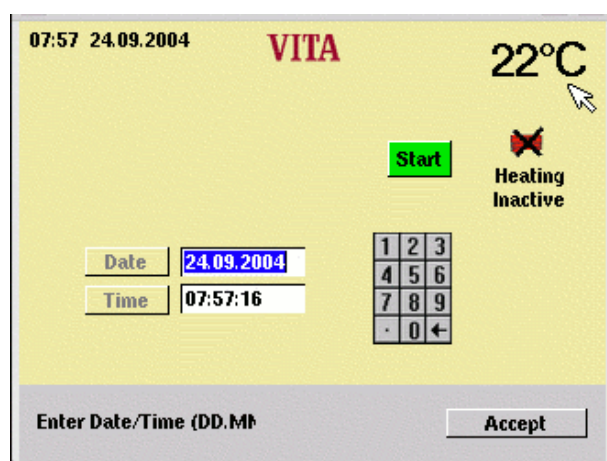 07:57 24.09.2004
VITA
22°C
Start
Heating
Inactive
Date 24.09.2004
Time 07:57:16
1 2 3
4 5 6
7 8 9
· 0 ←
Enter Date/Time (DD.MM
Accept